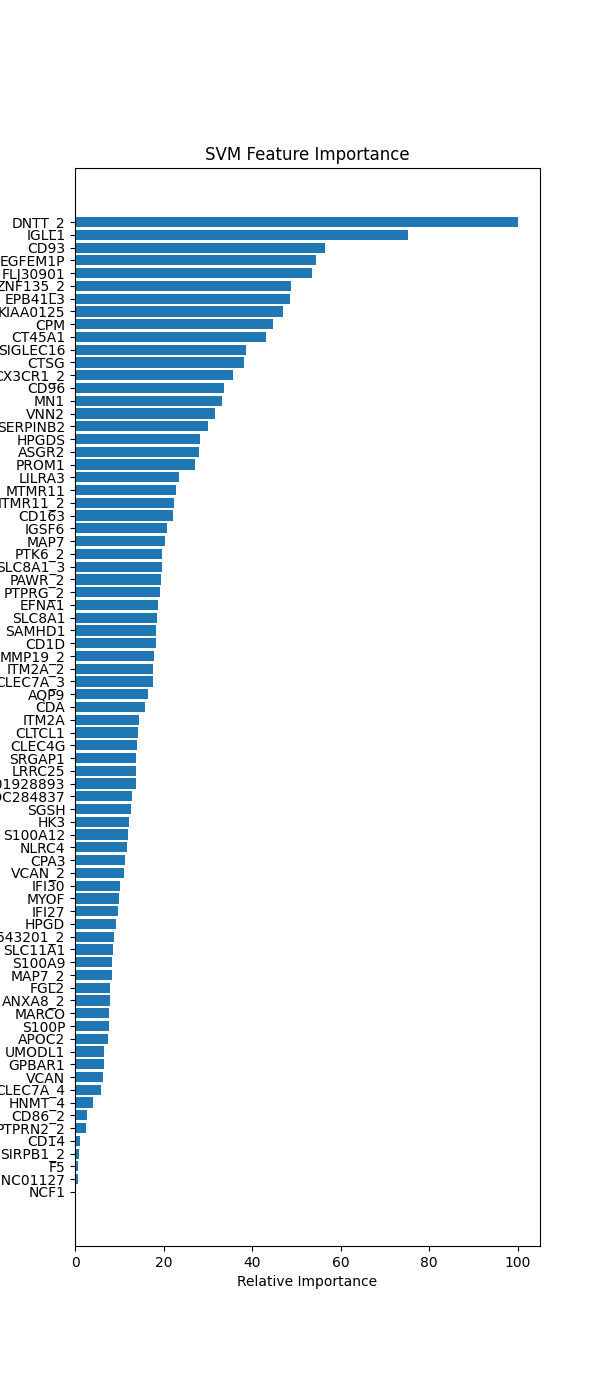 SVM Feature Importance
DNTT_2
IGLL1
CD93
EGFEM1P
FLJ30901
ZNF135_2
EPB41L3
KIAA0125
CPM
CT45A1
SIGLEC16
CTSG
CX3CR1_2
CD96
MN1
VNN2
SERPINB2
HPGDS
ASGR2
PROM1
LILRA3
MTMR11
MTMR11_2
CD163
IGSF6
MAP7
PTK6_2
SLC8A1_3
PAWR_2
PTPRG_2
EFNA1
SLC8A1
SAMHD1
CD1D
MMP19_2
ITM2A_2
CLEC7A_3
AQP9
CDA
ITM2A
CLTCL1
CLEC4G
SRGAP1
LRRC25
01928893
OC284837
SGSH
HK3
S100A12
NLRC4
CPA3
VCAN_2
IFI30
MYOF
IFI27
HPGD
643201_2
SLC11A1
S100A9
MAP7_2
FGL2
ANXA8_2
MARCO
S100P
APOC2
UMODL1
GPBAR1
VCAN
CLEC7A_4
HNMT_4
CD86_2
PTPRN2_2
CD14
SIRPB1_2
F5
NC01127
NCF1
0 20 40 60 80 100
Relative Importance